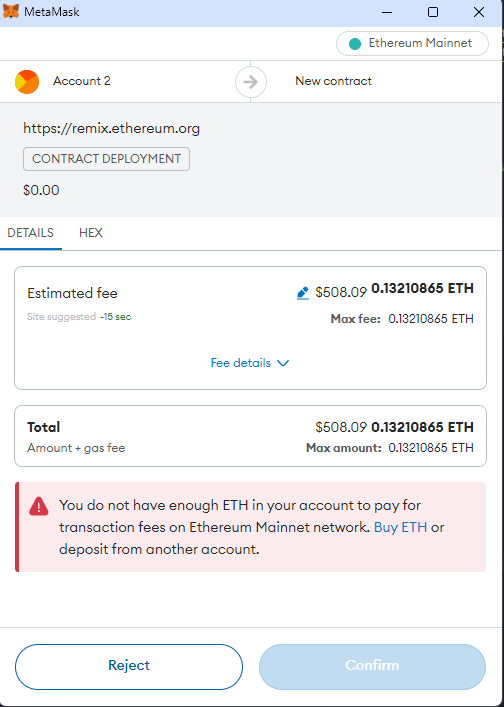 MetaMask
Ethereum Mainnet
Account 2
New contract
https://remix.ethereum.org
CONTRACT DEPLOYMENT
$0.00
DETAILS HEX
Estimated fee $508.09 0.13210865 ETH
Site suggested ~15 sec Max fee: 0.13210865 ETH
Fee details
Total $508.09 0.13210865 ETH
Amount + gas fee Max amount: 0.13210865 ETH
You do not have enough ETH in your account to pay for
transaction fees on Ethereum Mainnet network. Buy ETH or
deposit from another account.
Reject Confirm